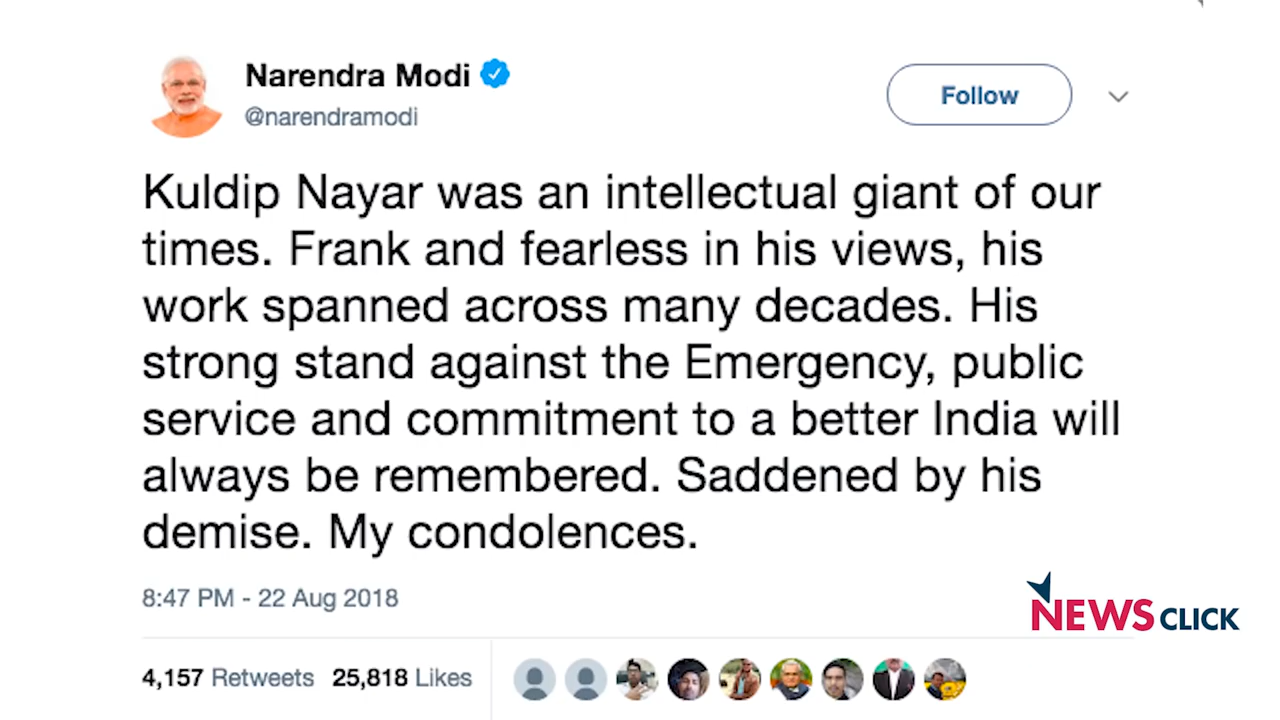 Narendra Modi
@narendramodi
Follow
Kuldip Nayar was an intellectual giant of our
times. Frank and fearless in his views, his
work spanned across many decades. His
strong stand against the Emergency, public
service and commitment to a better India will
always be remembered. Saddened by his
demise. My condolences.
8:47 PM - 22 Aug 2018
NEWS CLICK
4,157 Retweets 25,818 Likes